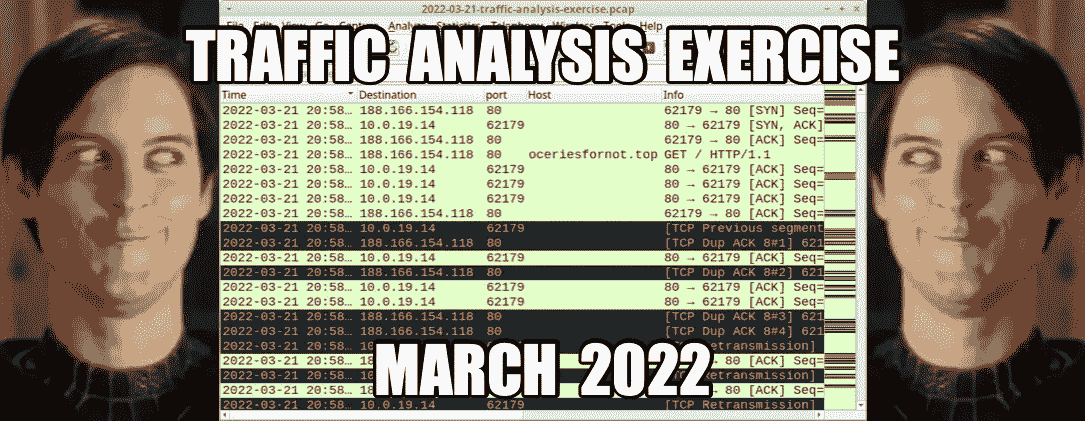 2022-03-21-traffic-analysis-exercise.pcap
File Edit View Go Capture Analyze Statistics Telephony Wireless Tools Help
TRAFFIC ANALYSIS EXERCISE
Time Destination port Host Info
2022-03-21 20:58… 188.166.154.118 80 62179 → 80 [SYN] Seq=
2022-03-21 20:58… 10.0.19.14 62179 80 → 62179 [SYN, ACK]
2022-03-21 20:58… 188.166.154.118 80 62179 → 80 [ACK] Seq=
2022-03-21 20:58… 188.166.154.118 80 oceriesfornot.top GET / HTTP/1.1
2022-03-21 20:58… 10.0.19.14 62179 80 → 62179 [ACK] Seq=
2022-03-21 20:58… 10.0.19.14 62179 80 → 62179 [ACK] Seq=
2022-03-21 20:58… 10.0.19.14 62179 80 → 62179 [ACK] Seq=
2022-03-21 20:58… 188.166.154.118 80 62179 → 80 [ACK] Seq=
2022-03-21 20:58… 10.0.19.14 62179 [TCP Previous segment
2022-03-21 20:58… 188.166.154.118 80 [TCP Dup ACK 8#1] 621
2022-03-21 20:58… 10.0.19.14 62179 80 → 62179 [ACK] Seq=
2022-03-21 20:58… 188.166.154.118 80 [TCP Dup ACK 8#2] 621
2022-03-21 20:58… 10.0.19.14 62179 80 → 62179 [ACK] Seq=
2022-03-21 20:58… 10.0.19.14 62179 80 → 62179 [ACK] Seq=
2022-03-21 20:58… 188.166.154.118 80 [TCP Dup ACK 8#3] 621
2022-03-21 20:58… 188.166.154.118 80 [TCP Dup ACK 8#4] 621
2022-03-21 20:58… Retransmission]
2022-03-21 20:58… 80 [ACK] Seq=
2022-03-21 20:58… Retransmission]
2022-03-21 20:58… → 80 [ACK] Seq=
2022-03-21 20:58… 10.0.19.14 62179 [TCP Retransmission]
MARCH 2022